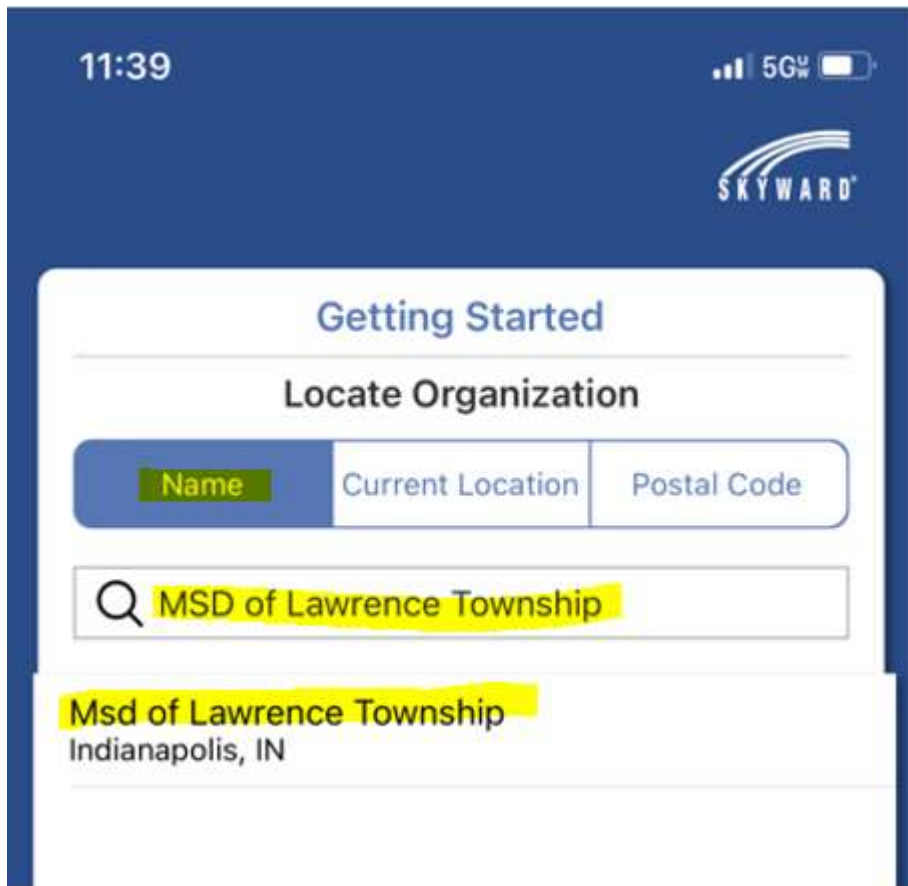 11:39 5GUW
SKYWARD®
Getting Started
Locate Organization
Name Current Location Postal Code
MSD of Lawrence Township
Msd of Lawrence Township
Indianapolis, IN